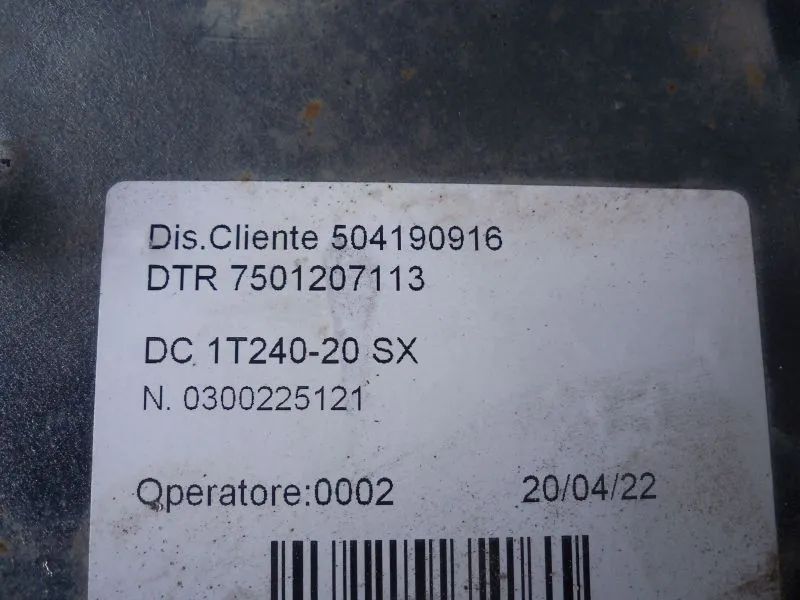 Dis.Cliente 504190916
DTR 7501207113
DC 1T240-20 SX
N. 0300225121
Operatore:0002 20/04/22